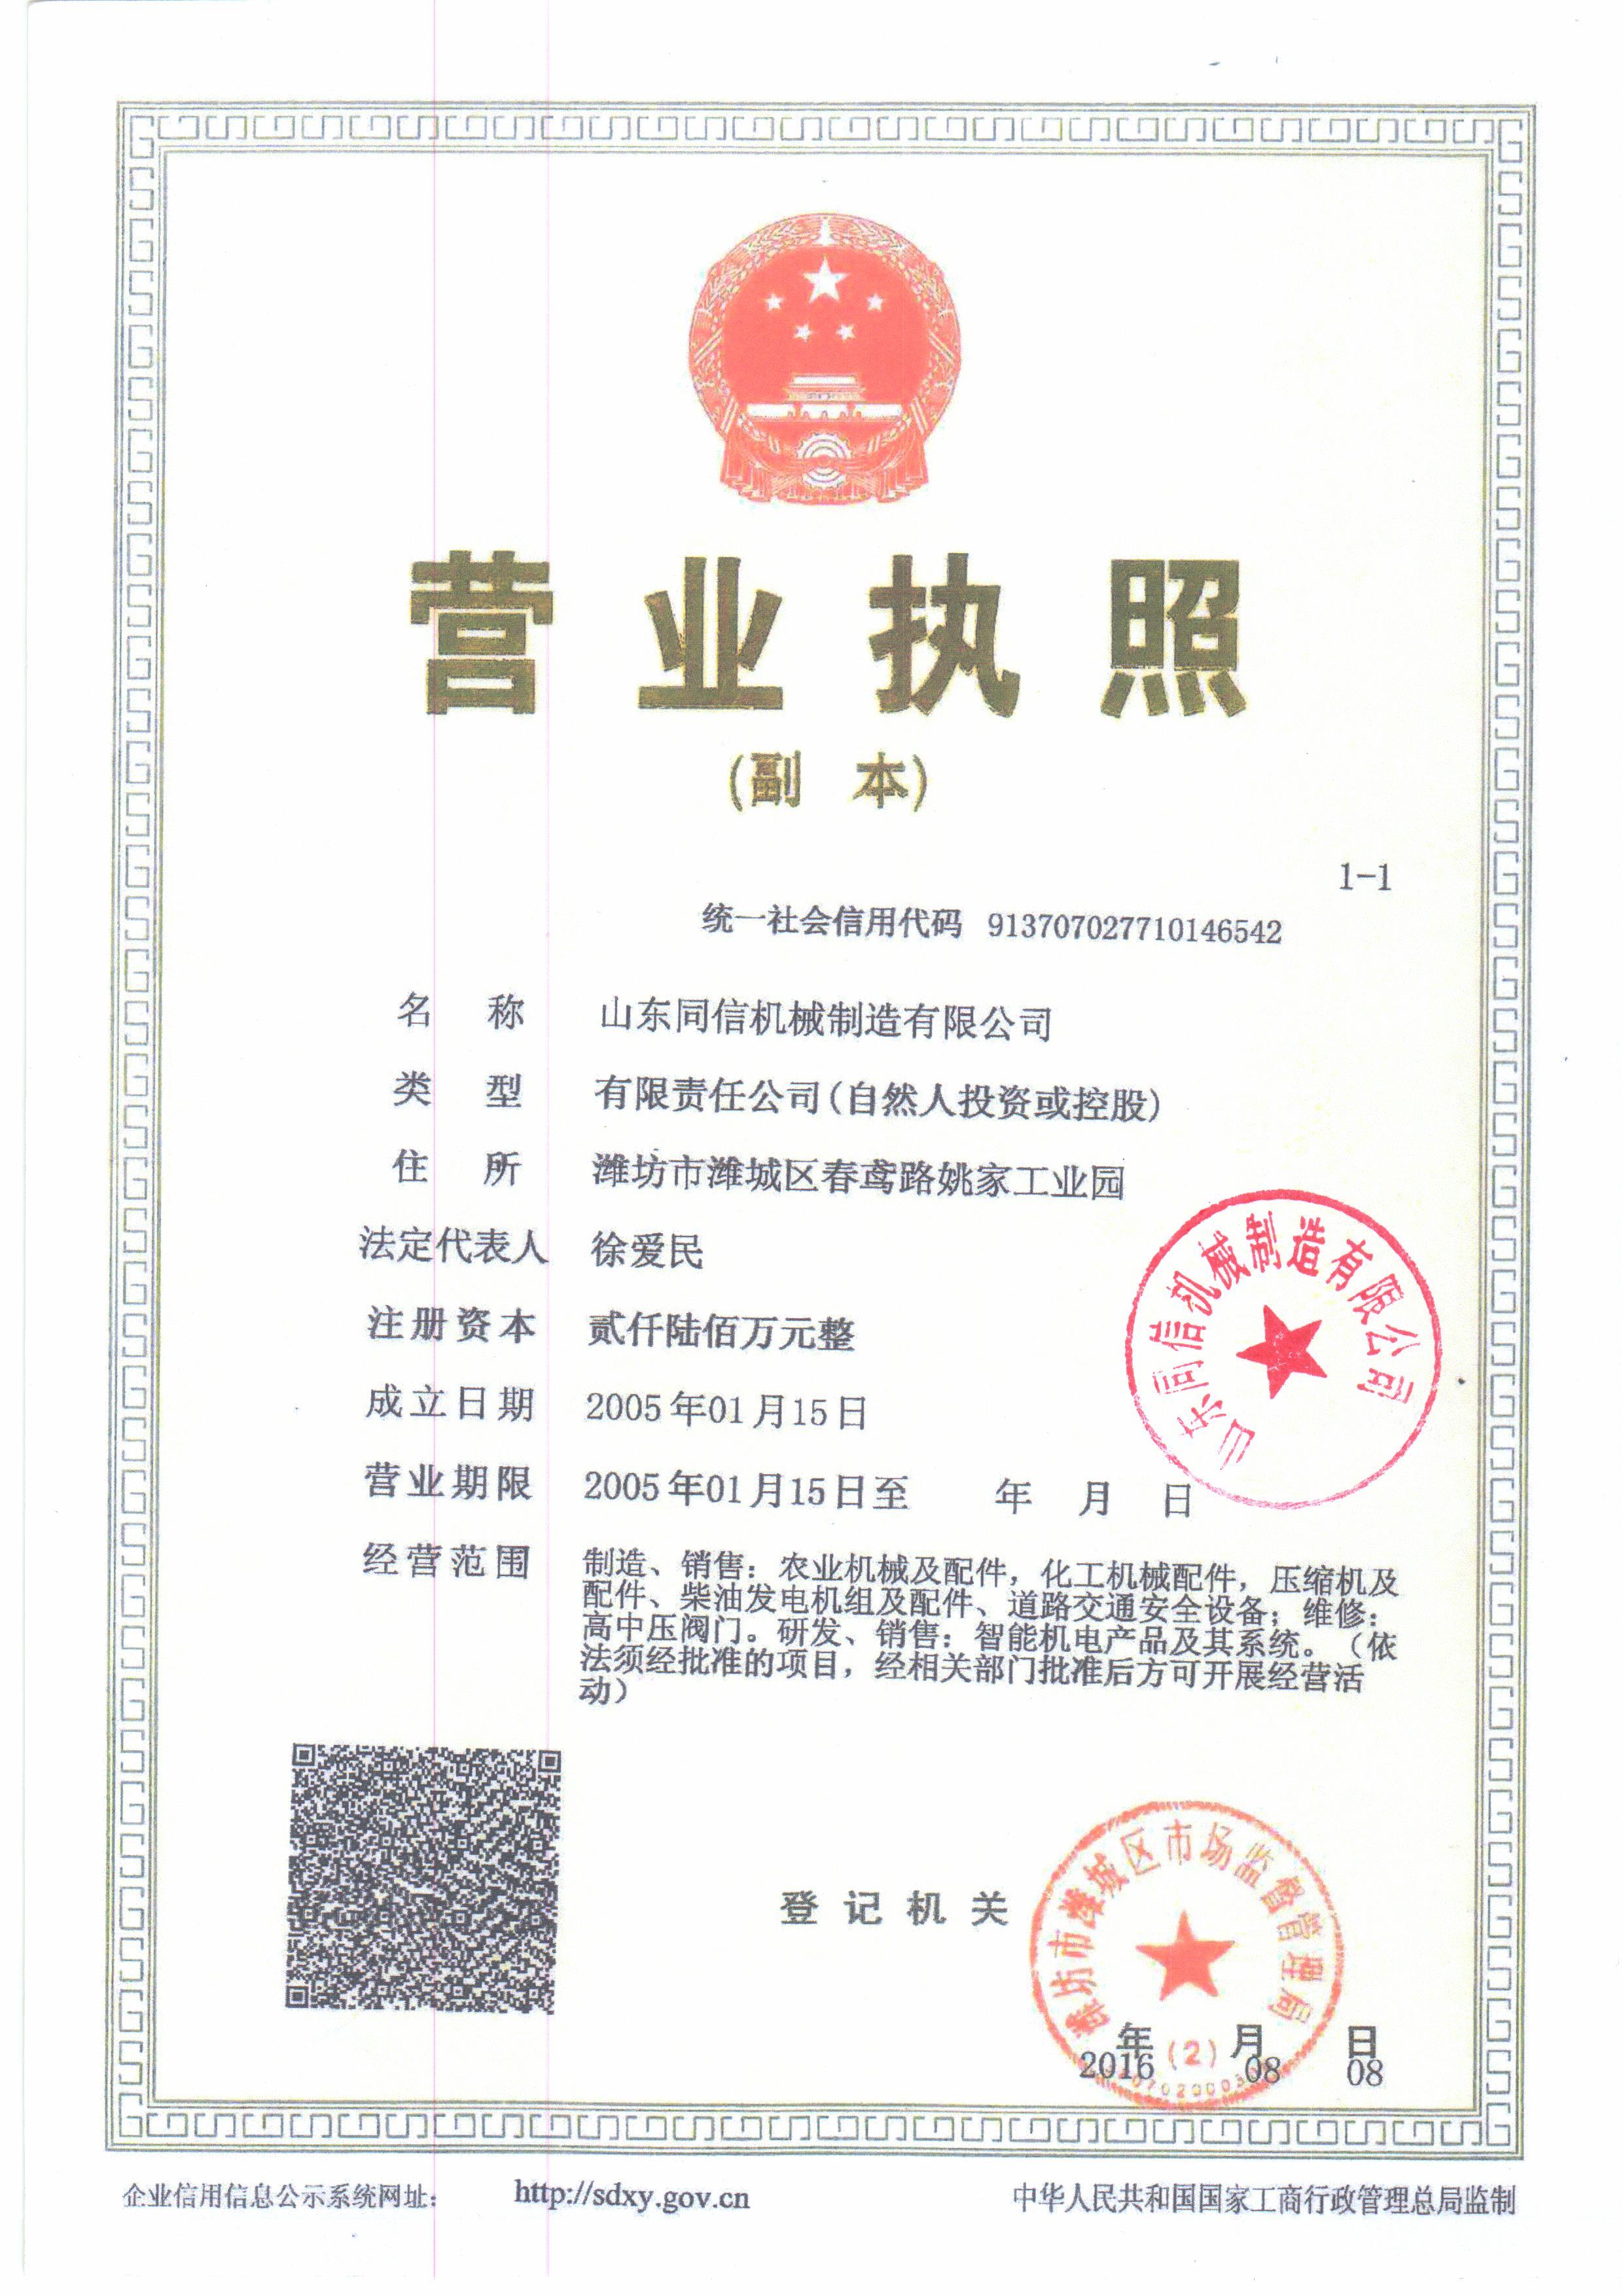 营业执照
(副 本)
1-1
统一社会信用代码 913707027710146542
名 称 山东同信机械制造有限公司
类 型 有限责任公司(自然人投资或控股)
住 所 潍坊市潍城区春鸢路姚家工业园
法定代表人 徐爱民
注册资本 贰仟陆佰万元整
成立日期 2005年01月15日
营业期限 2005年01月15日至 年 月 日
经营范围 制造、销售：农业机械及配件，化工机械配件，压缩机及
配件、柴油发电机组及配件、道路交通安全设备；维修：
高中压阀门。研发、销售：智能机电产品及其系统。（依
法须经批准的项目，经相关部门批准后方可开展经营活
动）
山东同信机械制造有限公司
登记机关
潍坊市潍城区市场监督管理局
(2)
年 月 日
2016 08 08
企业信用信息公示系统网址： http://sdxy.gov.cn 中华人民共和国国家工商行政管理总局监制